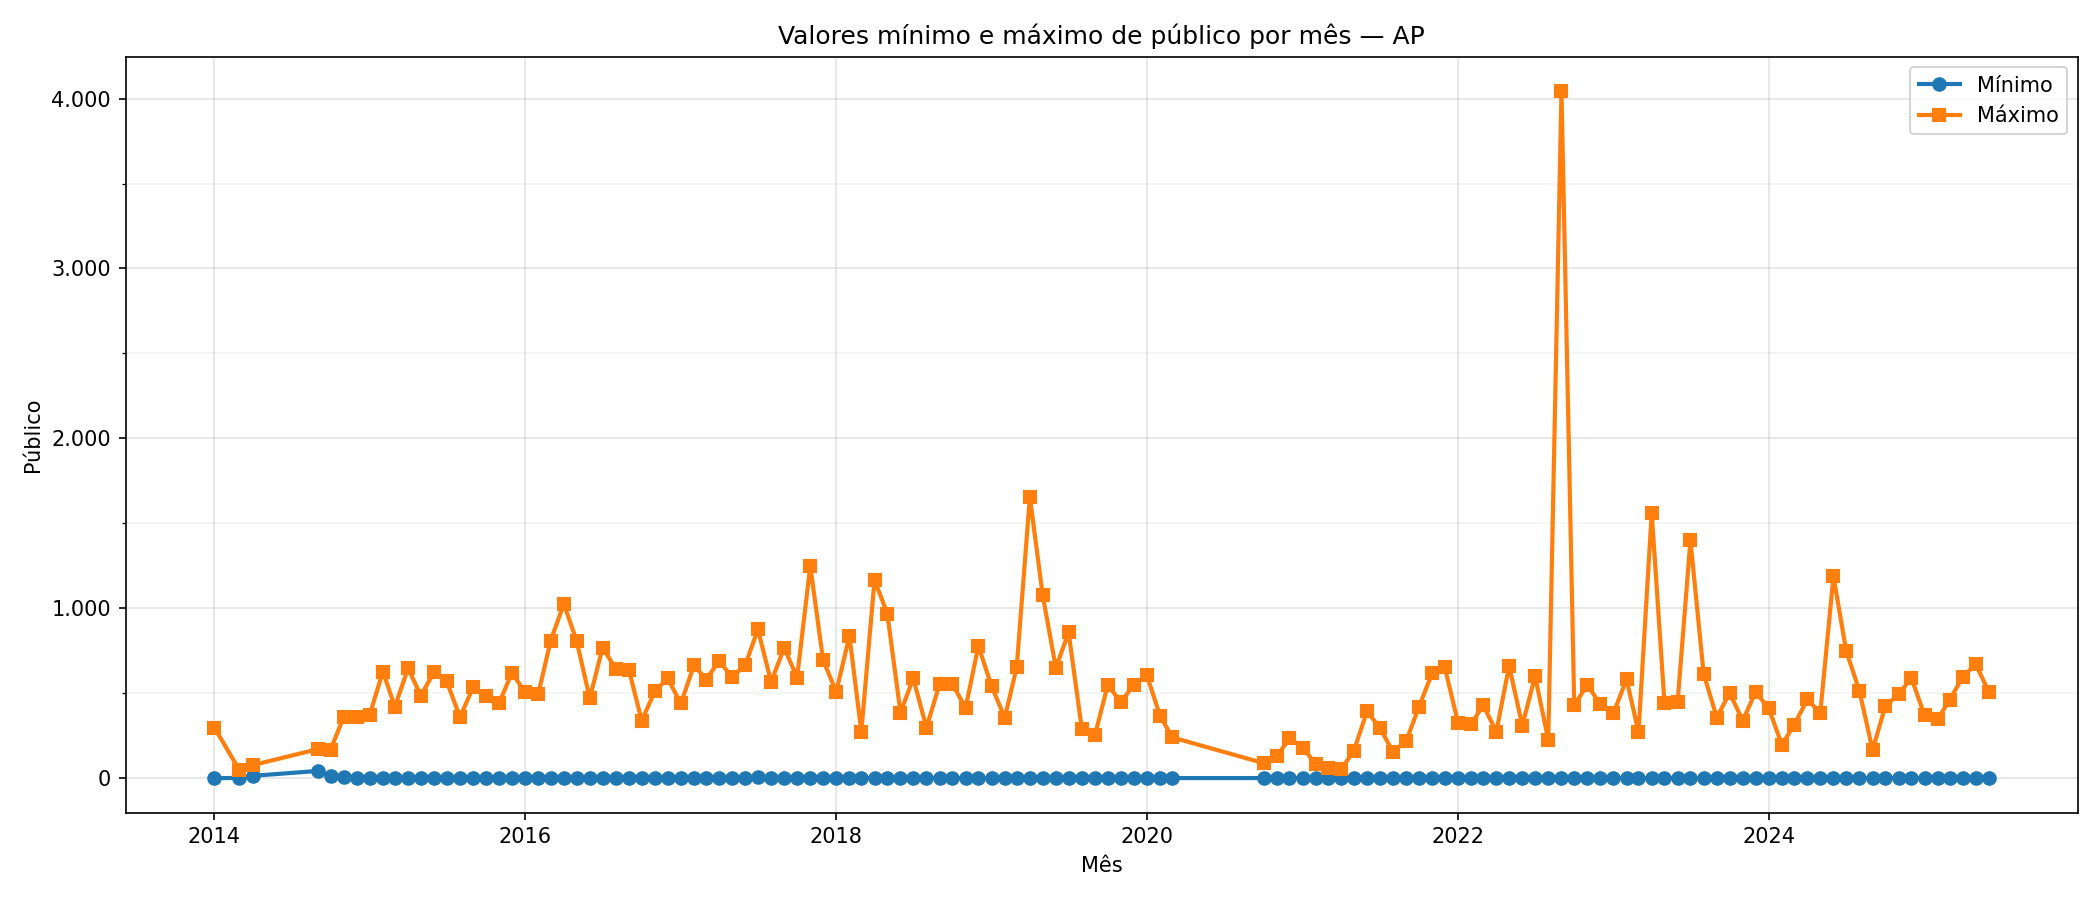 Valores mínimo e máximo de público por mês — AP
Mínimo
Máximo
Público
4.000
3.000
2.000
1.000
0
2014
2016
2018
2020
2022
2024
Mês